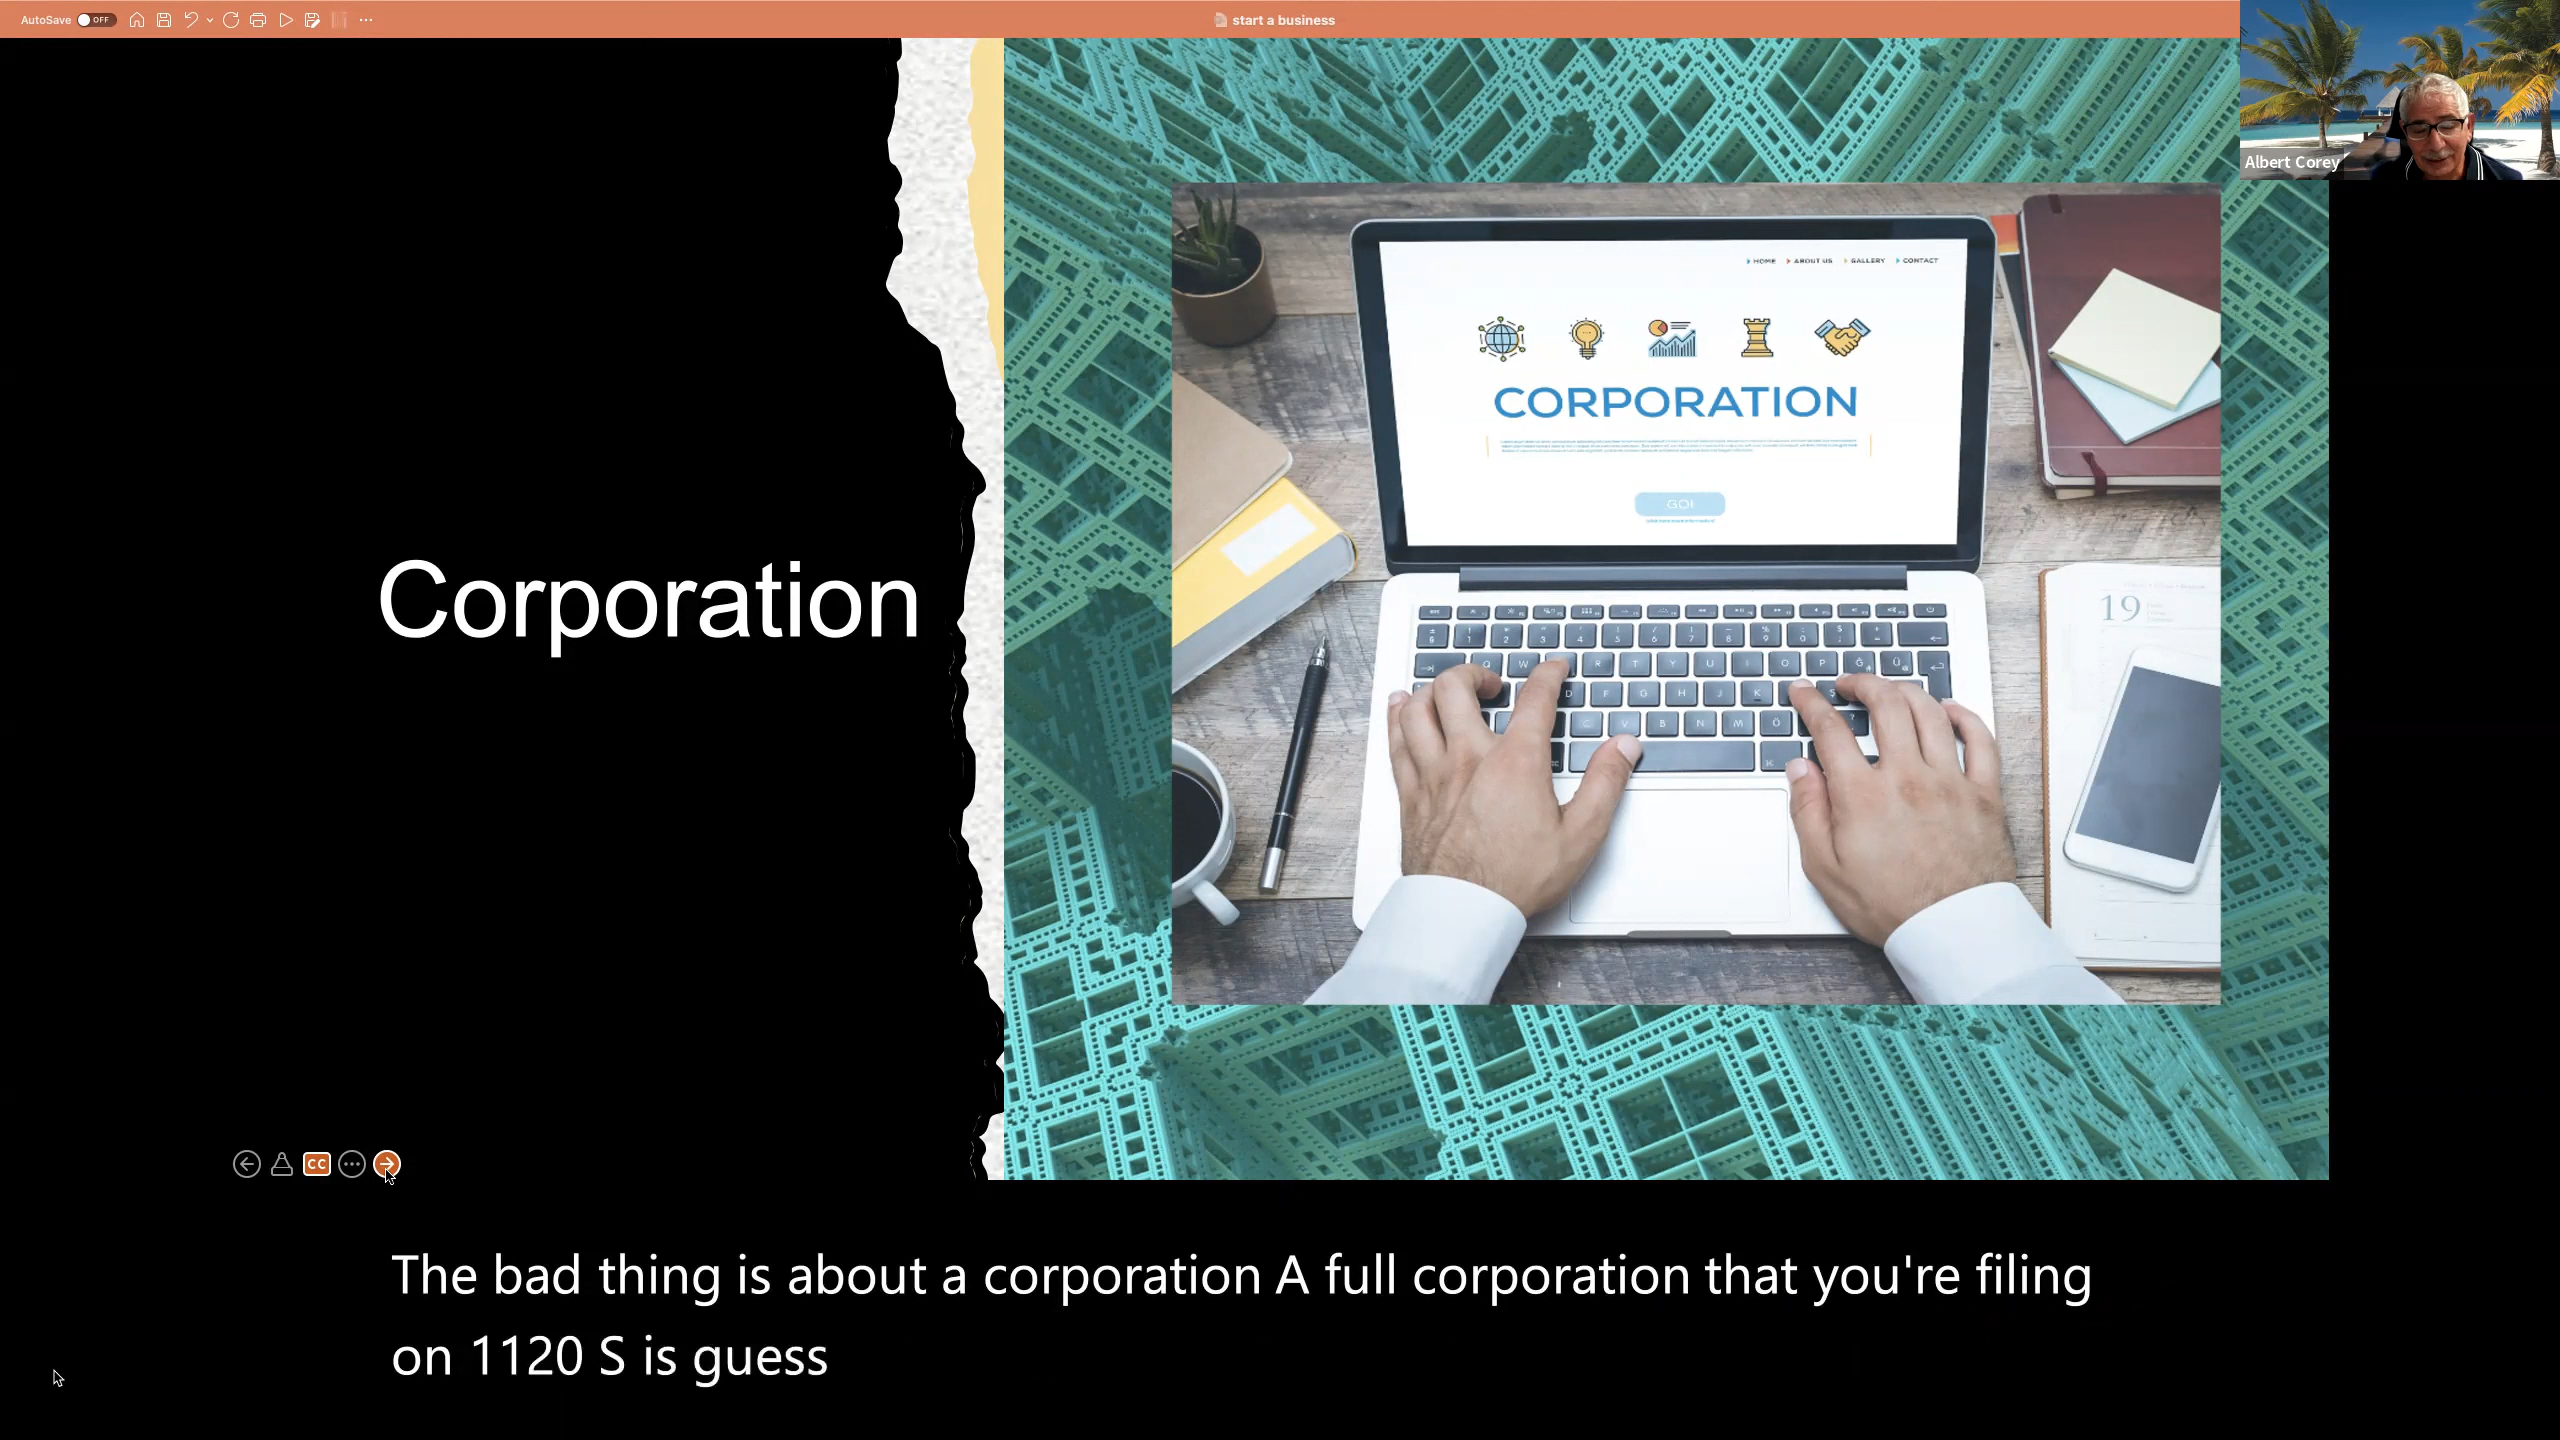 AutoSave OFF
start a business
Albert Corey
HOME ABOUT US GALLERY CONTACT
CORPORATION
GO!
Corporation
19
CC
The bad thing is about a corporation A full corporation that you're filing
on 1120 S is guess